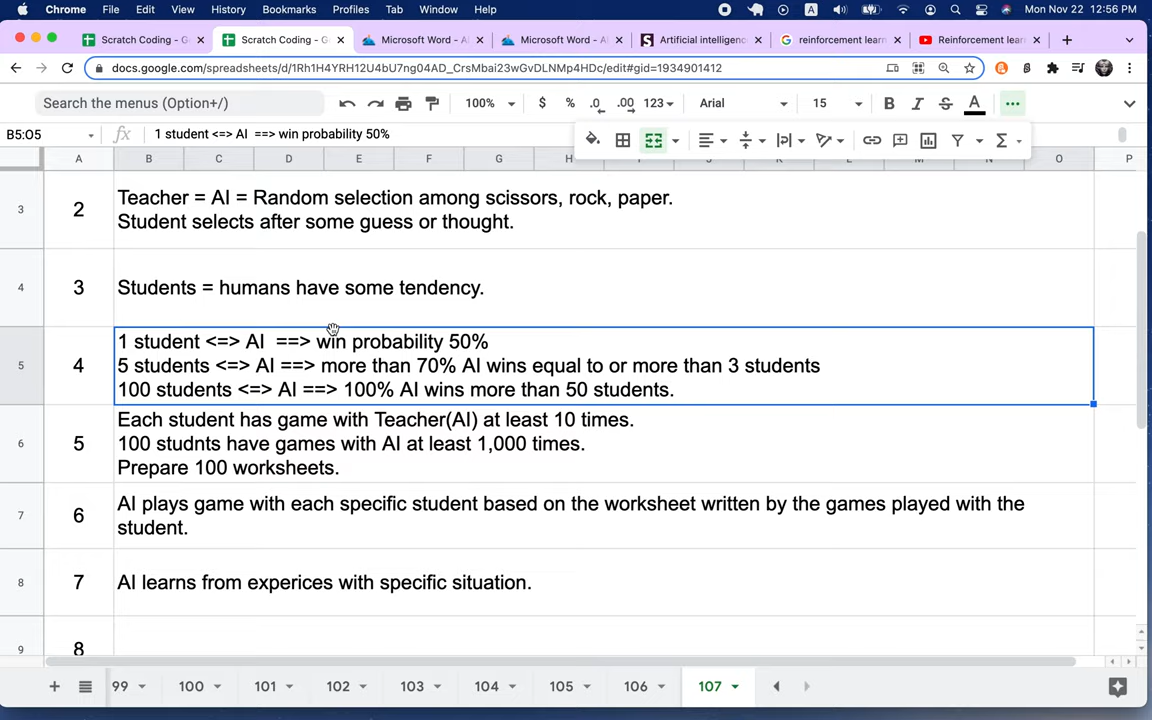 Chrome File Edit View History Bookmarks Profiles Tab Window Help A Mon Nov 22 12:56 PM
Scratch Coding - G Scratch Coding - G Microsoft Word - A Microsoft Word - A Artificial intelligenc reinforcement learn Reinforcement lear
docs.google.com/spreadsheets/d/1Rh1H4YRH12U4bU7ng04AD_CrsMbai23wGvDLNMp4HDc/edit#gid=1934901412
Search the menus (Option+/) 100% $ % .0 .00 123 Arial 15 B I S A
B5:O5 fx 1 student <=> AI ==> win probability 50%
A B C D E F G H O P
3 2 Teacher = AI = Random selection among scissors, rock, paper.
Student selects after some guess or thought.
4 3 Students = humans have some tendency.
1 student <=> AI ==> win probability 50%
5 4 5 students <=> AI ==> more than 70% AI wins equal to or more than 3 students
100 students <=> AI ==> 100% AI wins more than 50 students.
Each student has game with Teacher(AI) at least 10 times.
6 5 100 studnts have games with AI at least 1,000 times.
Prepare 100 worksheets.
7 6 AI plays game with each specific student based on the worksheet written by the games played with the
student.
8 7 AI learns from experices with specific situation.
9 8
99 100 101 102 103 104 105 106 107